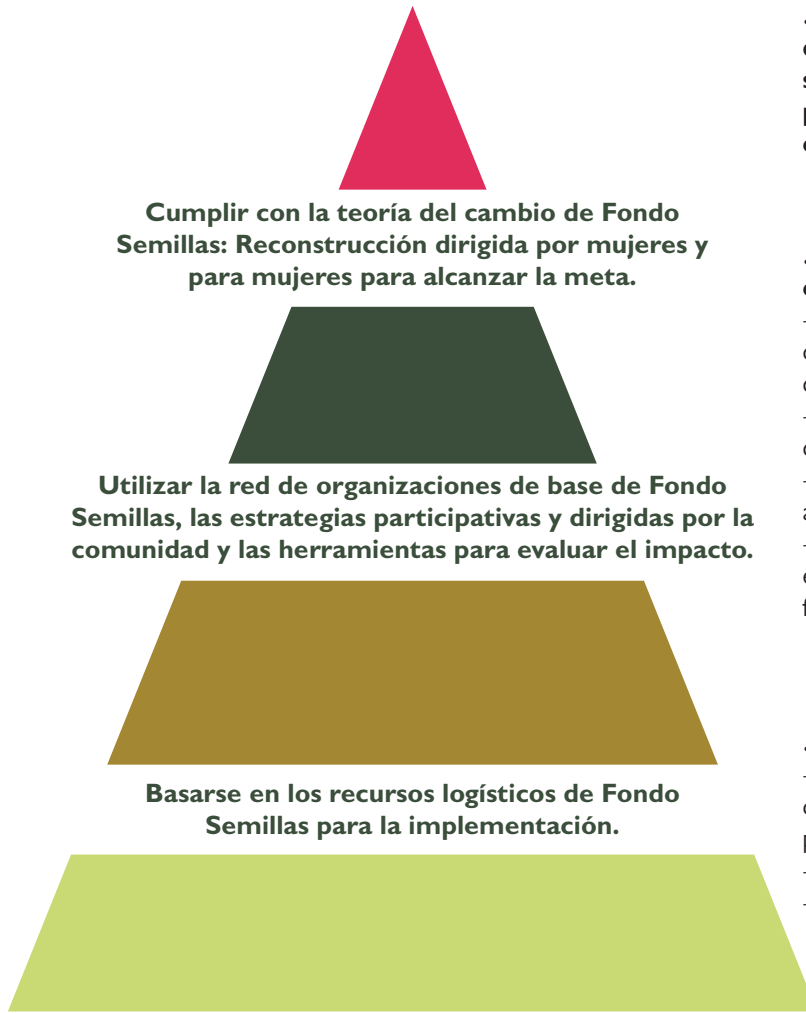 Cumplir con la teoría del cambio de Fondo
Semillas: Reconstrucción dirigida por mujeres y
para mujeres para alcanzar la meta.
Utilizar la red de organizaciones de base de Fondo
Semillas, las estrategias participativas y dirigidas por la
comunidad y las herramientas para evaluar el impacto.
Basarse en los recursos logísticos de Fondo
Semillas para la implementación.